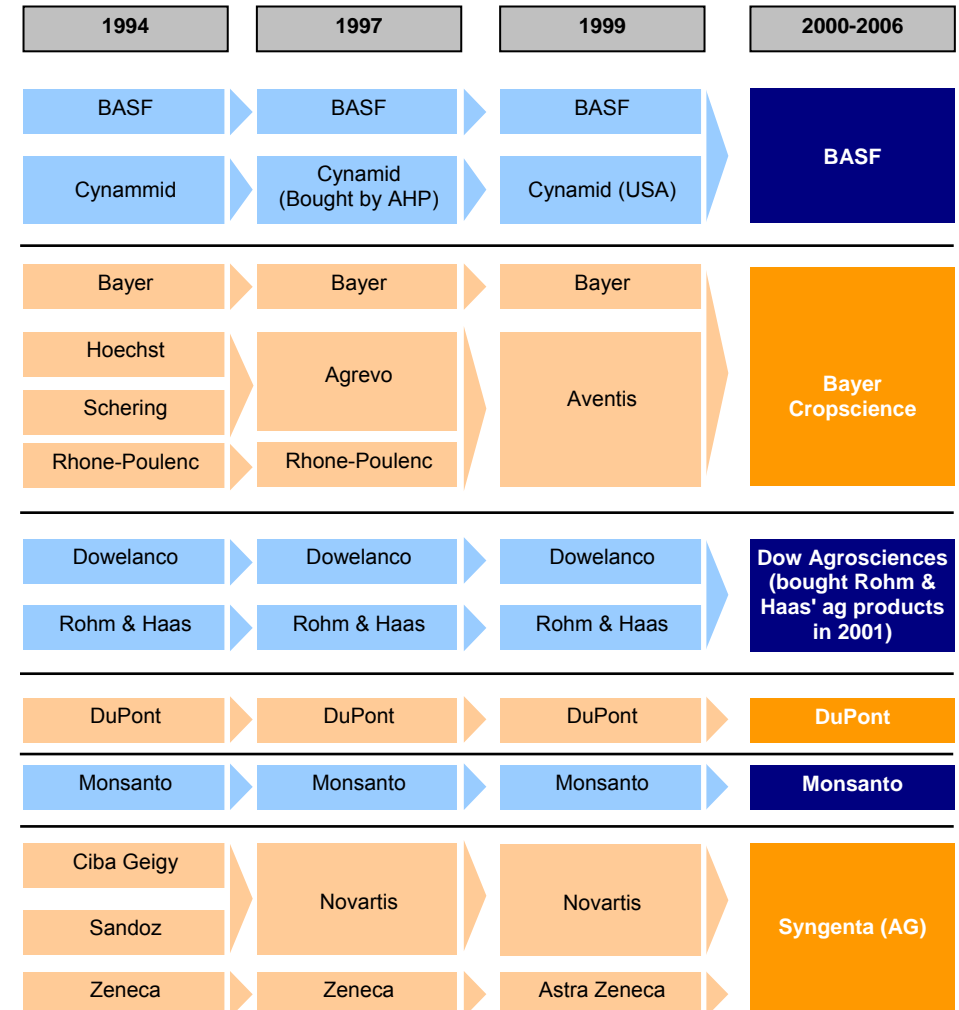 1994
1997
1999
2000-2006
BASF
BASF
BASF
BASF
Cynammid
Cynamid
(Bought by AHP)
Cynamid (USA)
Bayer
Bayer
Bayer
Bayer
Cropscience
Hoechst
Agrevo
Aventis
Schering
Rhone-Poulenc
Rhone-Poulenc
Dowelanco
Dowelanco
Dowelanco
Dow Agrosciences
(bought Rohm &
Haas' ag products
in 2001)
Rohm & Haas
Rohm & Haas
Rohm & Haas
DuPont
DuPont
DuPont
DuPont
Monsanto
Monsanto
Monsanto
Monsanto
Ciba Geigy
Novartis
Novartis
Syngenta (AG)
Sandoz
Zeneca
Zeneca
Astra Zeneca